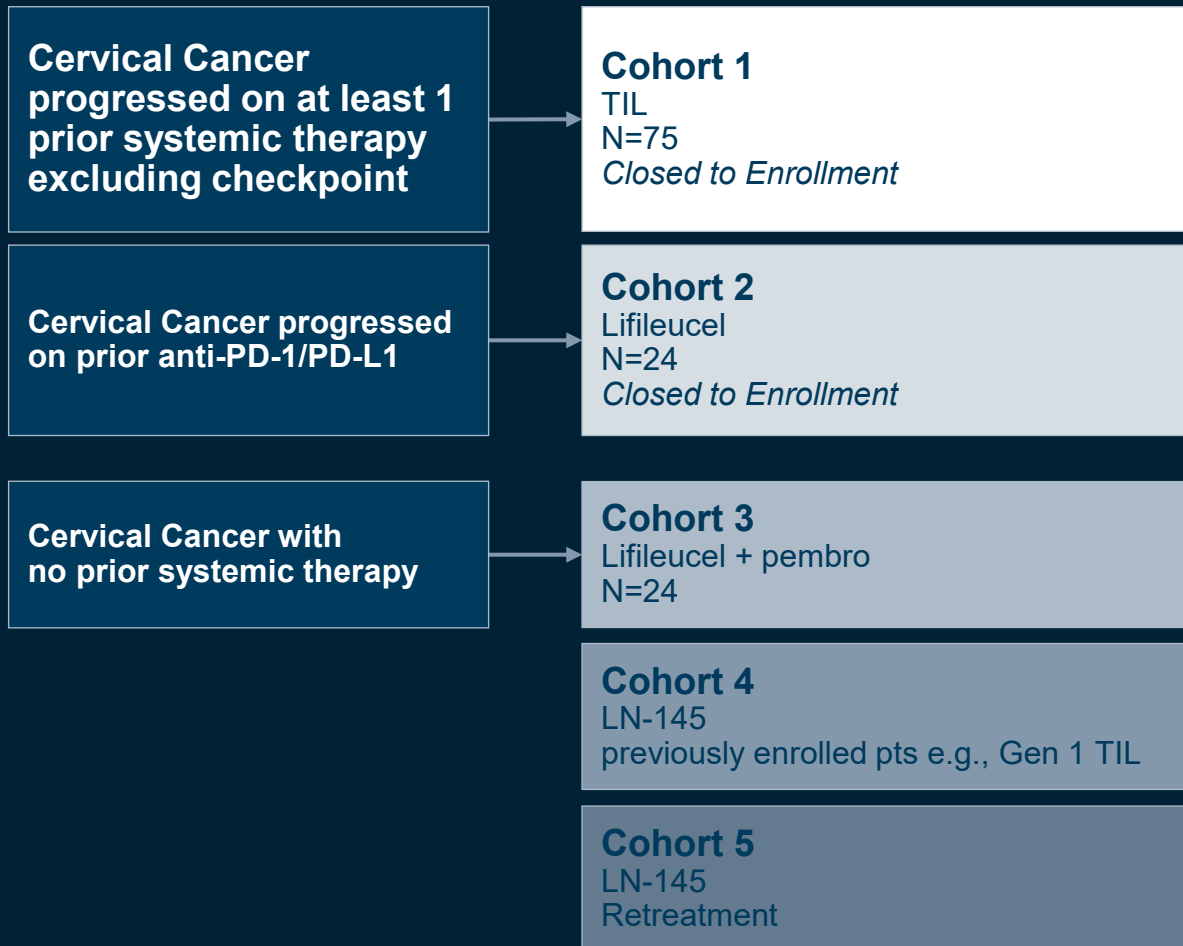 Cervical Cancer
progressed on at least 1
prior systemic therapy
excluding checkpoint
Cohort 1
TIL
N=75
Closed to Enrollment
Cervical Cancer progressed
on prior anti-PD-1/PD-L1
Cohort 2
Lifileucel
N=24
Closed to Enrollment
Cervical Cancer with
no prior systemic therapy
Cohort 3
Lifileucel + pembro
N=24
Cohort 4
LN-145
previously enrolled pts e.g., Gen 1 TIL
Cohort 5
LN-145
Retreatment